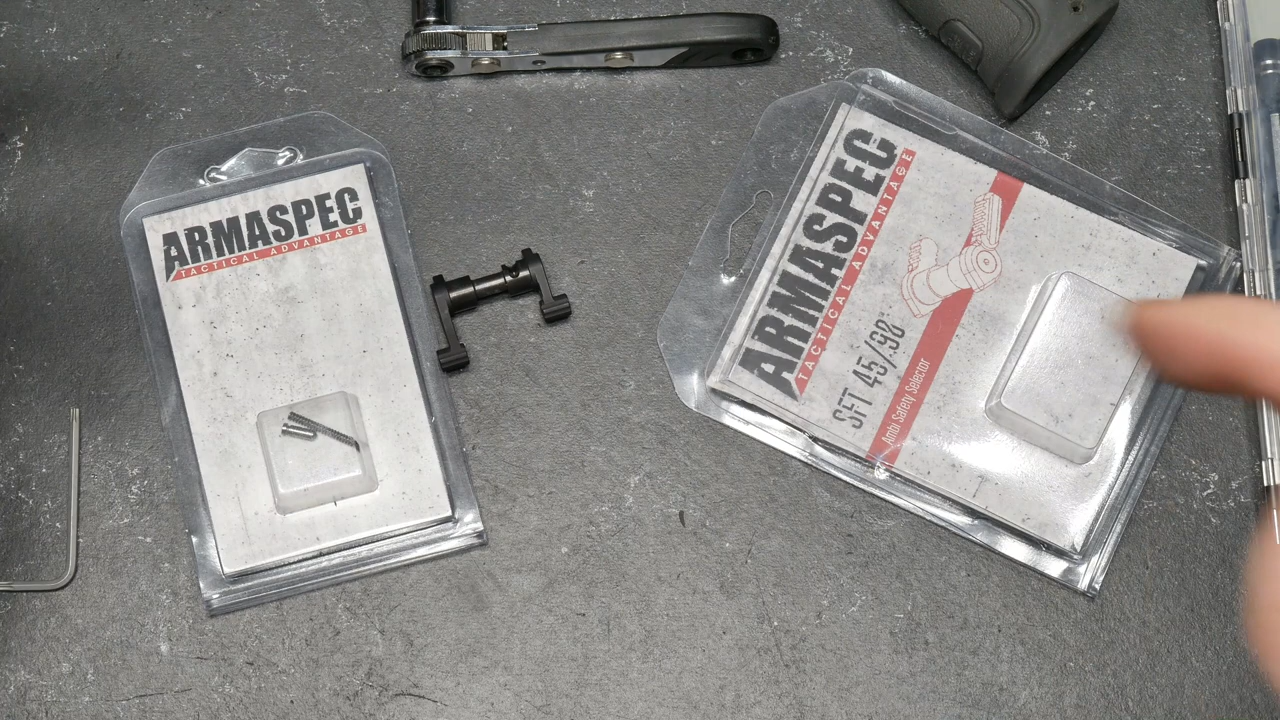 ARMASPEC
TACTICAL ADVANTAGE
ARMASPEC
TACTICAL ADVANTAGE
SFT 45/90
Ambi Safety Selector